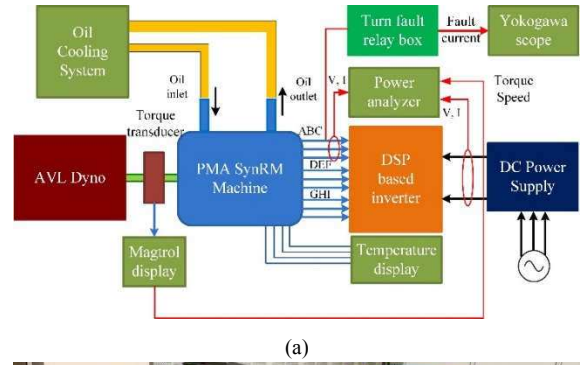 Oil
Cooling
System
Turn fault
relay box
Fault
current
Yokogawa
scope
Oil
inlet
Oil
outlet
V, I
Power
analyzer
Torque
Speed
Torque
transducer
ABC
V, I
AVL Dyno
PMA SynRM
Machine
DEF
DSP
based
inverter
DC Power
Supply
GHI
Magtrol
display
Temperature
display
(a)